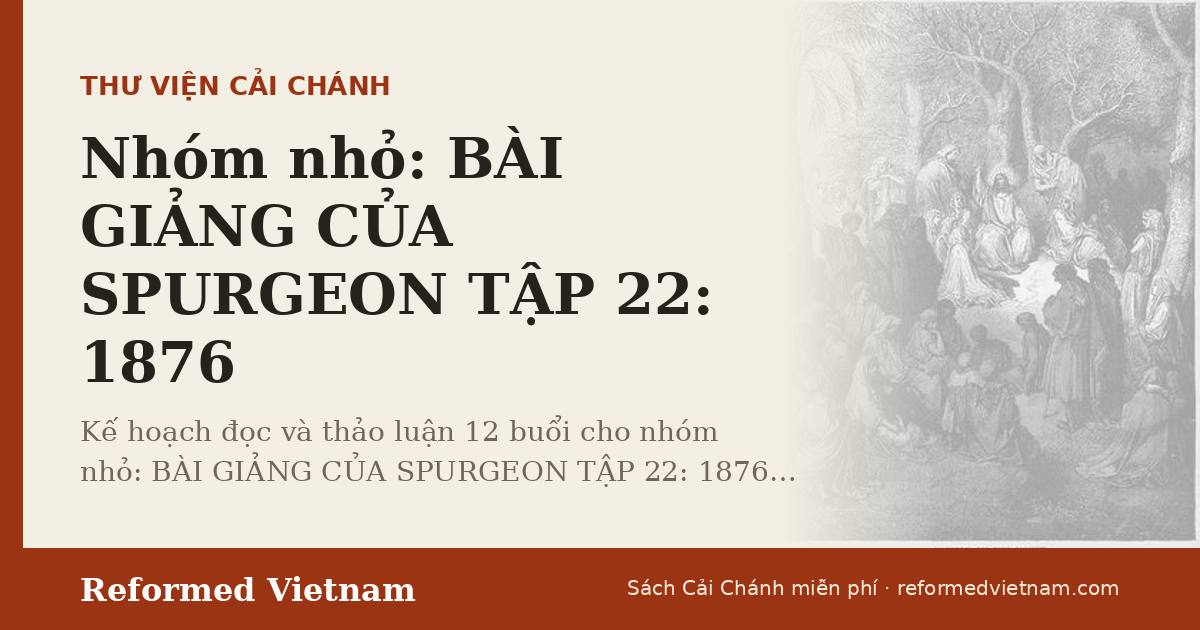 THƯ VIỆN CẢI CHÁNH
Nhóm nhỏ: BÀI
GIẢNG CỦA
SPURGEON TẬP 22:
1876
Kế hoạch đọc và thảo luận 12 buổi cho nhóm
nhỏ: BÀI GIẢNG CỦA SPURGEON TẬP 22: 1876...
Reformed Vietnam
Sách Cải Chánh miễn phí · reformedvietnam.com